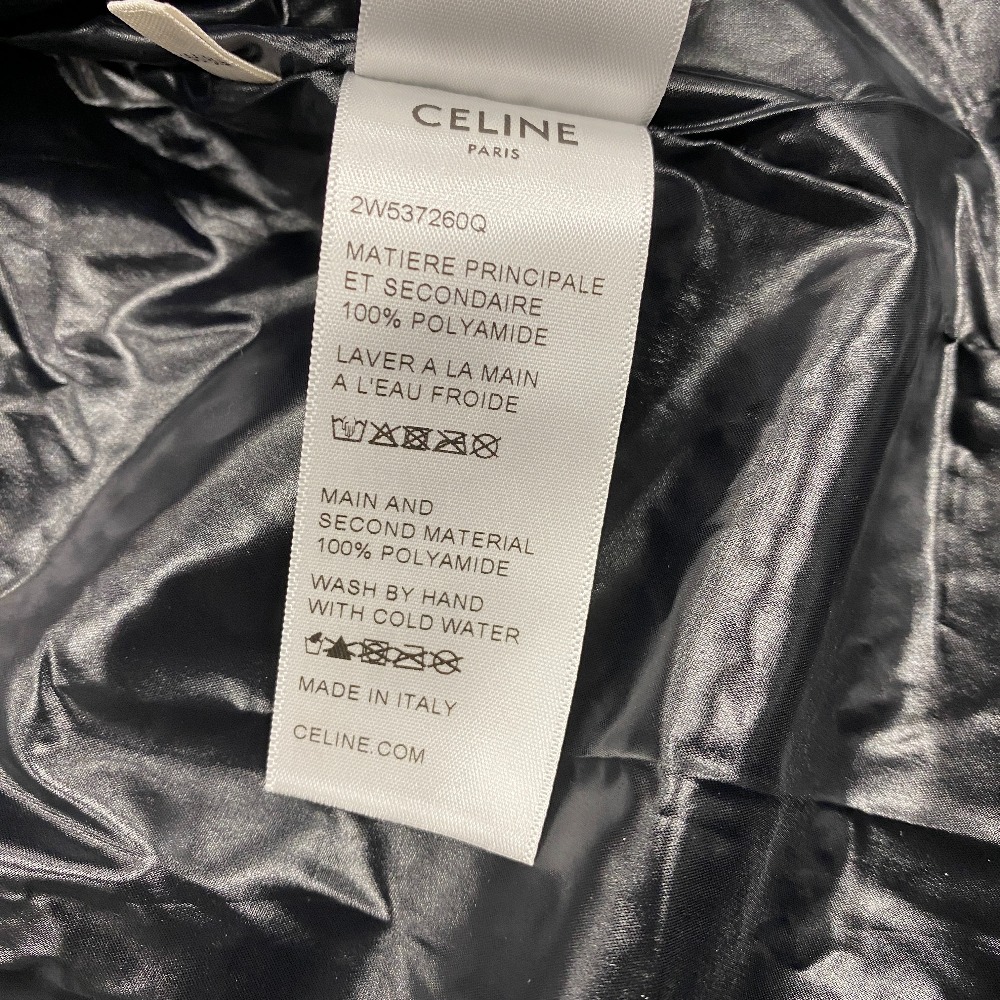 CELINE
PARIS
2W537260Q
MATIERE PRINCIPALE
ET SECONDAIRE
100% POLYAMIDE
LAVER A LA MAIN
A L'EAU FROIDE
MAIN AND
SECOND MATERIAL
100% POLYAMIDE
WASH BY HAND
WITH COLD WATER
MADE IN ITALY
CELINE.COM